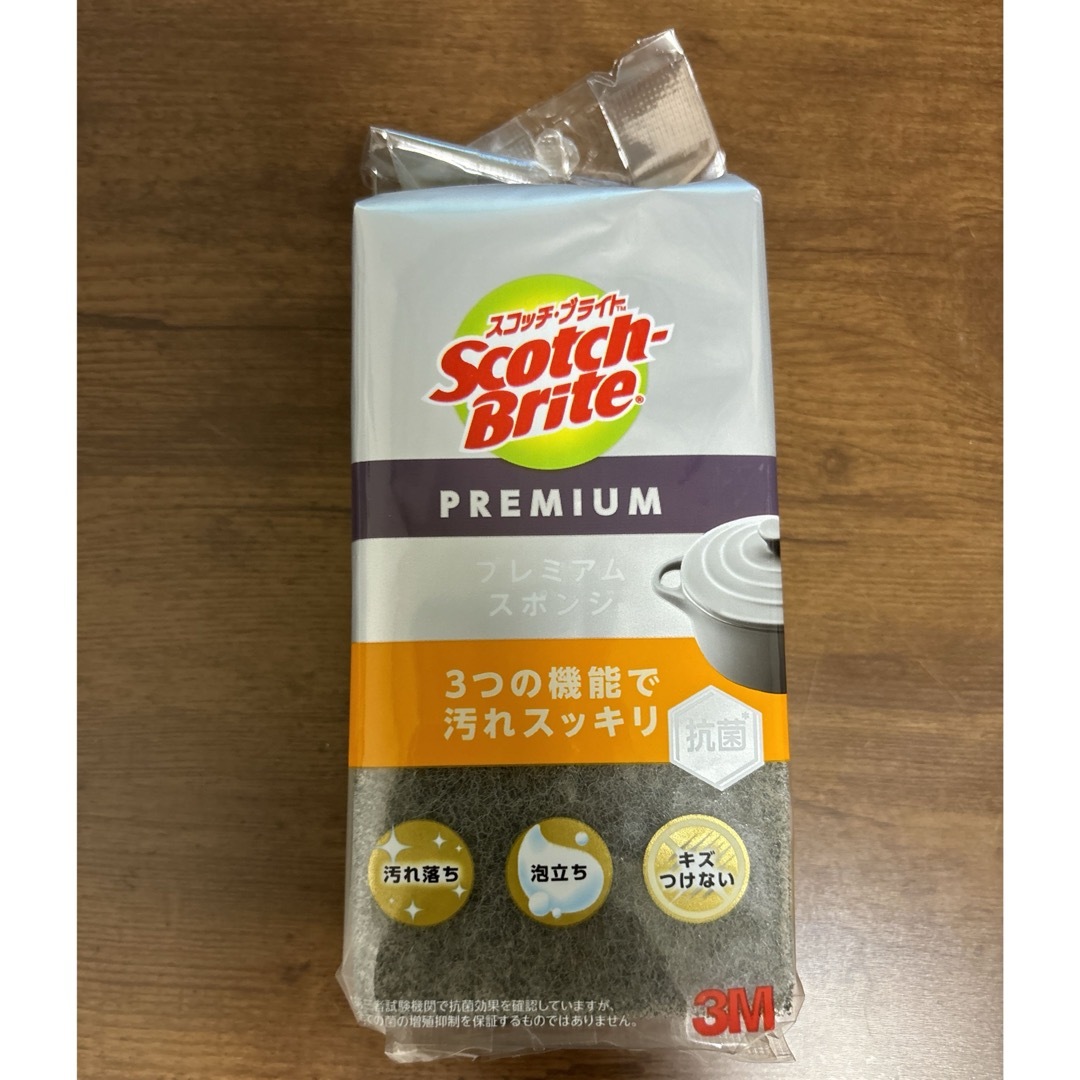 スコッチ・ブライト™
Scotch-
Brite®
PREMIUM
プレミアム
スポンジ
3つの機能で
汚れスッキリ
抗菌*
汚れ落ち
泡立ち
キズ
つけない
試験機関で抗菌効果を確認していますが、
の菌の増殖抑制を保証するものではありません。
3M